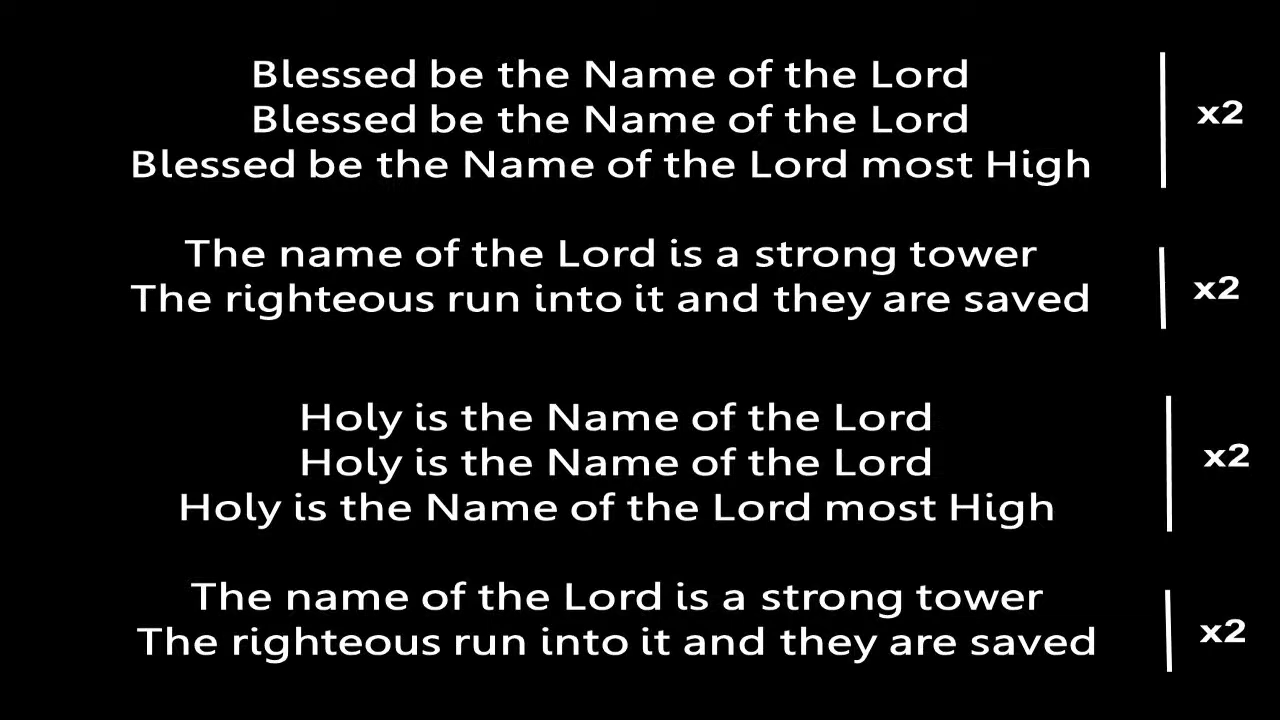 Blessed be the Name of the Lord
Blessed be the Name of the Lord
Blessed be the Name of the Lord most High
x2
The name of the Lord is a strong tower
The righteous run into it and they are saved
x2
Holy is the Name of the Lord
Holy is the Name of the Lord
Holy is the Name of the Lord most High
x2
The name of the Lord is a strong tower
The righteous run into it and they are saved
x2